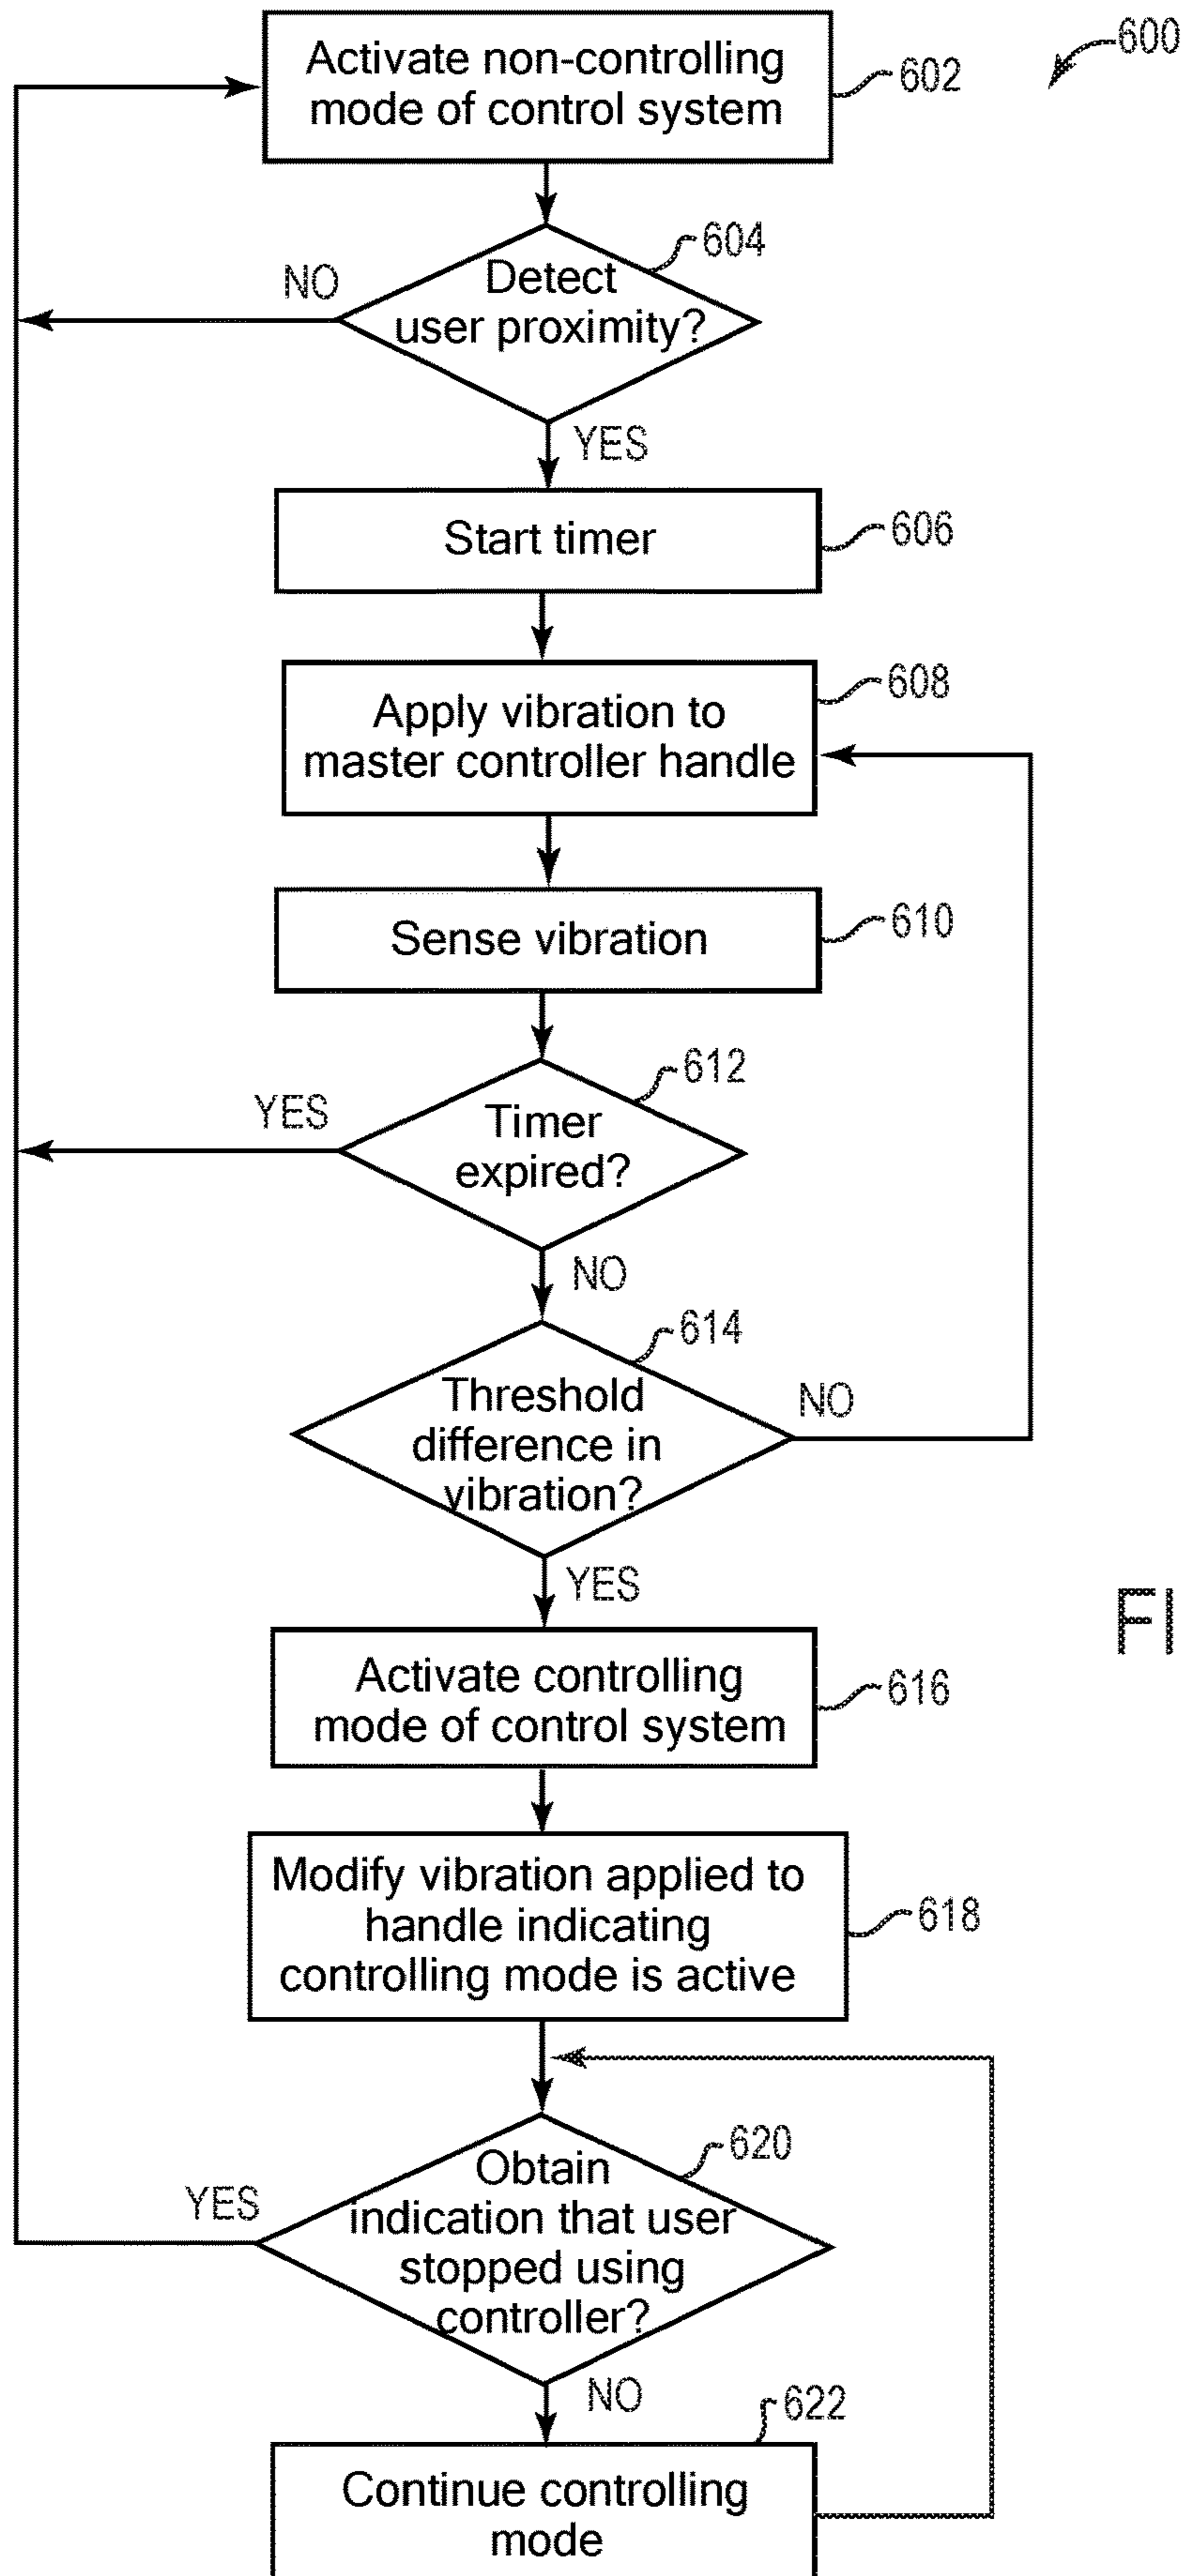 600
Activate non-controlling
mode of control system
602
604
Detect
user proximity?
NO
YES
Start timer
606
608
Apply vibration to
master controller handle
Sense vibration
610
612
Timer
expired?
YES
NO
614
Threshold
difference in
vibration?
NO
YES
FI
Activate controlling
mode of control system
616
Modify vibration applied to
handle indicating
controlling mode is active
618
620
Obtain
indication that user
stopped using
controller?
YES
NO
622
Continue controlling
mode